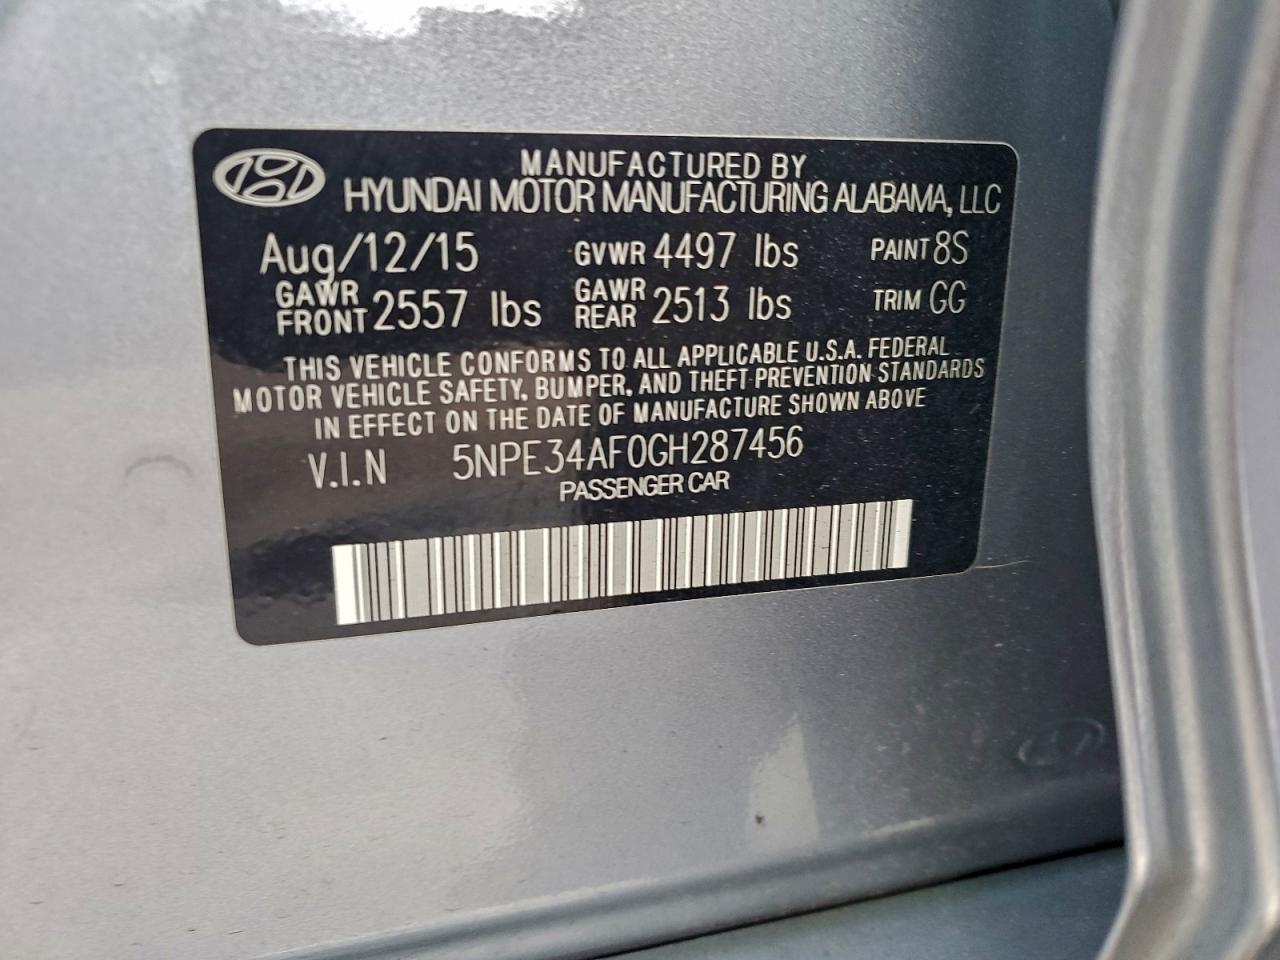 MANUFACTURED BY
HYUNDAI MOTOR MANUFACTURING ALABAMA, LLC
Aug/12/15 GVWR 4497 lbs PAINT 8S
GAWR FRONT 2557 lbs GAWR REAR 2513 lbs TRIM GG
THIS VEHICLE CONFORMS TO ALL APPLICABLE U.S.A. FEDERAL
MOTOR VEHICLE SAFETY, BUMPER, AND THEFT PREVENTION STANDARDS
IN EFFECT ON THE DATE OF MANUFACTURE SHOWN ABOVE
V.I.N 5NPE34AF0GH287456
PASSENGER CAR